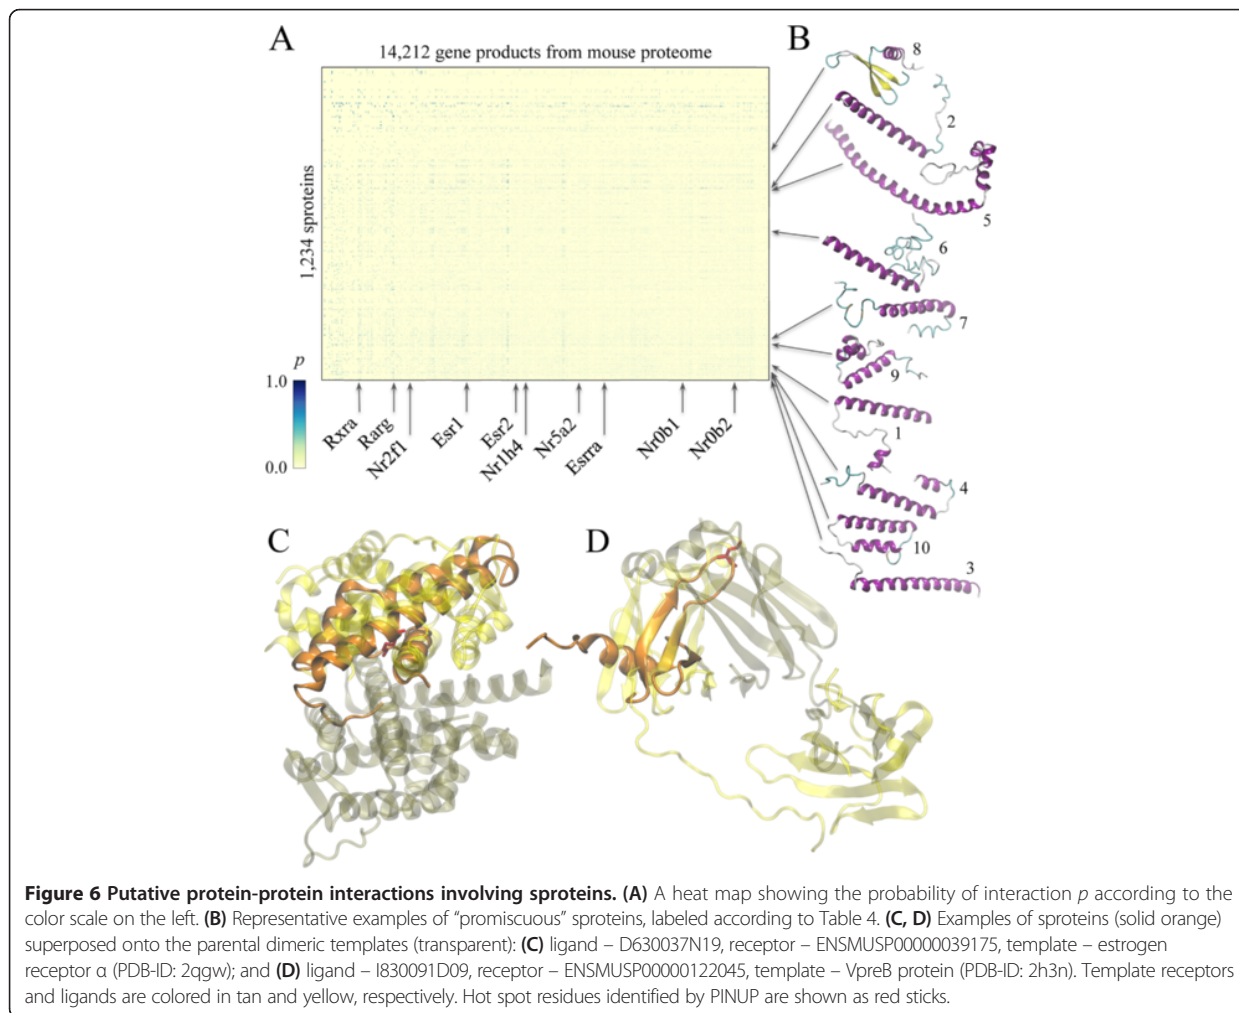 A
B
14,212 gene products from mouse proteome
1,234 sproteins
p
1.0
0.0
Rxra
Rarg
Nr2f1
Esr1
Esr2
Nr1h4
Nr5a2
Esrra
Nr0b1
Nr0b2
8
2
5
6
7
9
1
4
10
3
C
D
Figure 6 Putative protein-protein interactions involving sproteins. (A) A heat map showing the probability of interaction p according to the
color scale on the left. (B) Representative examples of “promiscuous” sproteins, labeled according to Table 4. (C, D) Examples of sproteins (solid orange)
superposed onto the parental dimeric templates (transparent): (C) ligand – D630037N19, receptor – ENSMUSP00000039175, template – estrogen
receptor α (PDB-ID: 2qgw); and (D) ligand – I830091D09, receptor – ENSMUSP00000122045, template – VpreB protein (PDB-ID: 2h3n). Template receptors
and ligands are colored in tan and yellow, respectively. Hot spot residues identified by PINUP are shown as red sticks.